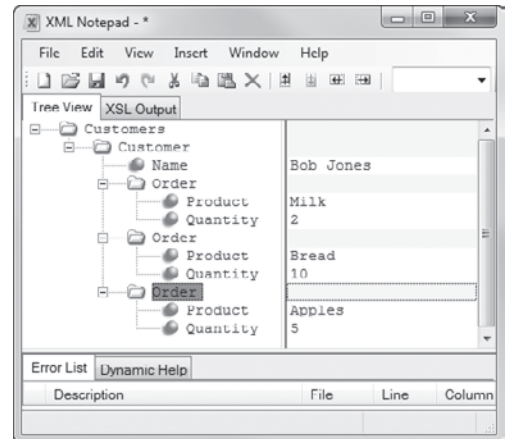 XML Notepad - *
File Edit View Insert Window Help
Tree View XSL Output
Customers
Customer
Name Bob Jones
Order
Product Milk
Quantity 2
Order
Product Bread
Quantity 10
Order
Product Apples
Quantity 5
Error List Dynamic Help
Description File Line Column